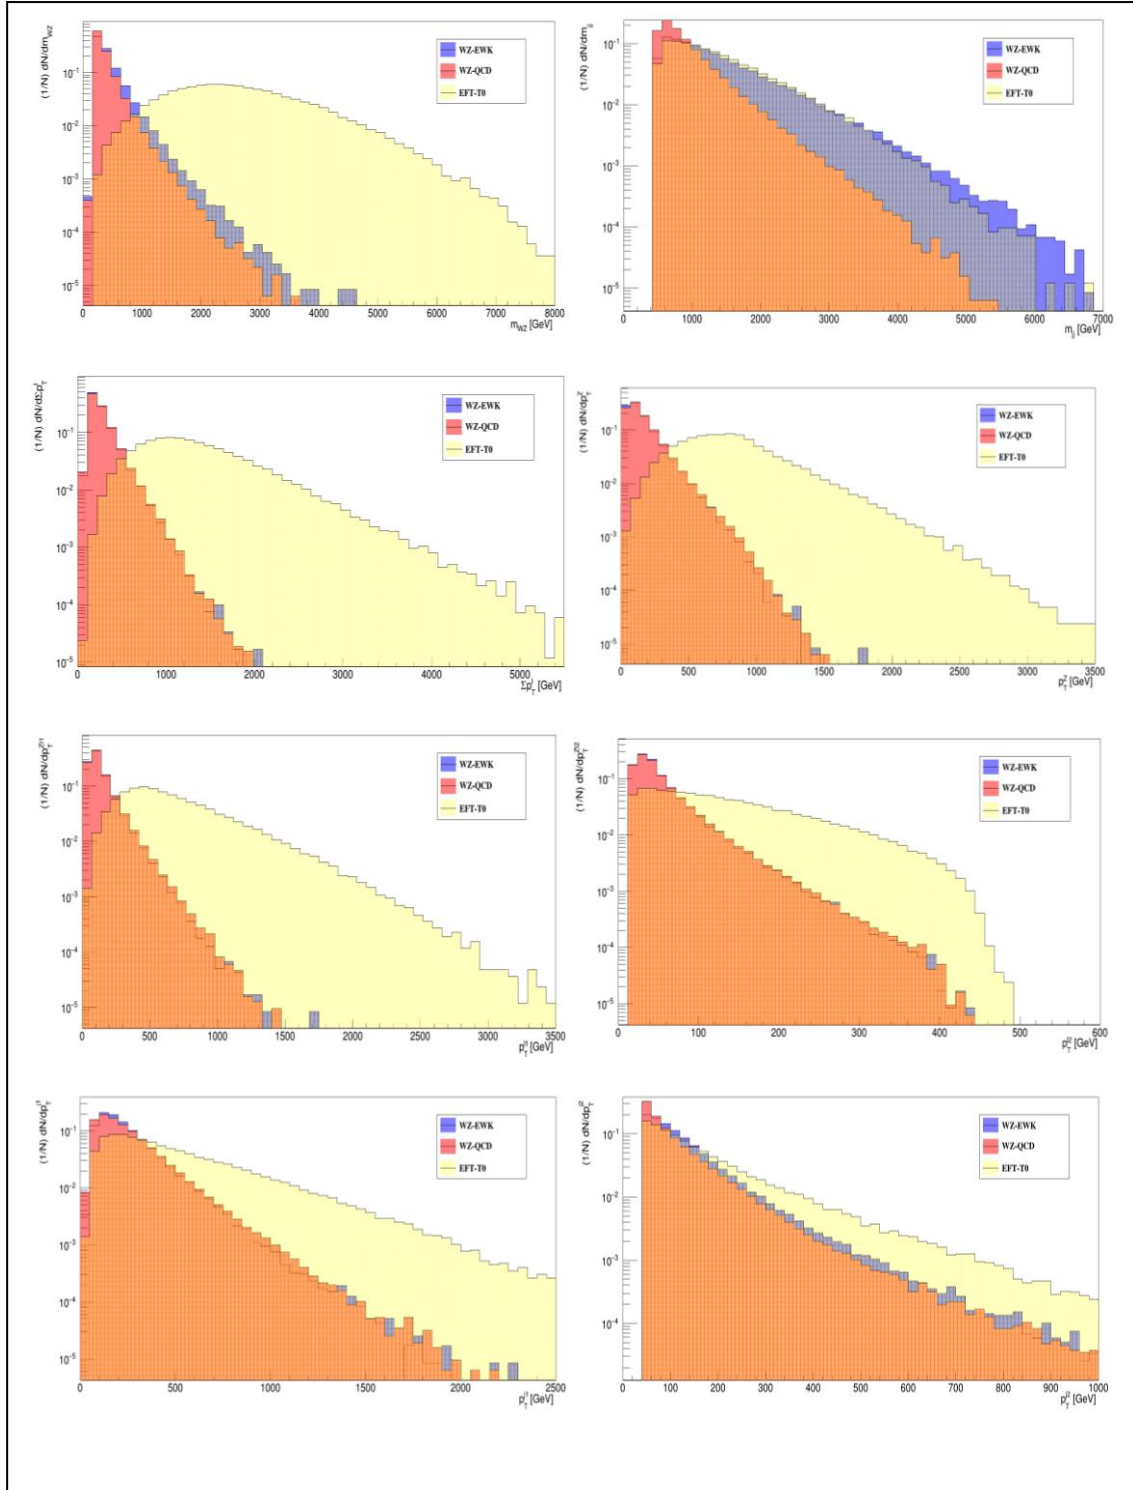 (1/N) dN/dm_WZ
10⁻¹
10⁻²
10⁻³
10⁻⁴
10⁻⁵
WZ-EWK
WZ-QCD
EFT-T0
0 1000 2000 3000 4000 5000 6000 7000 8000
m_WZ [GeV]
(1/N) dN/dm_jj
10⁻¹
10⁻²
10⁻³
10⁻⁴
10⁻⁵
WZ-EWK
WZ-QCD
EFT-T0
0 1000 2000 3000 4000 5000 6000 7000
m_jj [GeV]
(1/N) dN/dΣp_T^l
10⁻¹
10⁻²
10⁻³
10⁻⁴
10⁻⁵
WZ-EWK
WZ-QCD
EFT-T0
0 1000 2000 3000 4000 5000
Σp_T^l [GeV]
(1/N) dN/dp_T^Z
10⁻¹
10⁻²
10⁻³
10⁻⁴
10⁻⁵
WZ-EWK
WZ-QCD
EFT-T0
0 500 1000 1500 2000 2500 3000 3500
p_T^Z [GeV]
(1/N) dN/dp_T^Zl1
10⁻¹
10⁻²
10⁻³
10⁻⁴
10⁻⁵
WZ-EWK
WZ-QCD
EFT-T0
0 500 1000 1500 2000 2500 3000 3500
p_T^l1 [GeV]
(1/N) dN/dp_T^Zl2
10⁻¹
10⁻²
10⁻³
10⁻⁴
10⁻⁵
WZ-EWK
WZ-QCD
EFT-T0
0 100 200 300 400 500 600
p_T^l2 [GeV]
(1/N) dN/dp_T^j1
10⁻¹
10⁻²
10⁻³
10⁻⁴
10⁻⁵
WZ-EWK
WZ-QCD
EFT-T0
0 500 1000 1500 2000 2500
p_T^j1 [GeV]
(1/N) dN/dp_T^j2
10⁻¹
10⁻²
10⁻³
10⁻⁴
WZ-EWK
WZ-QCD
EFT-T0
0 100 200 300 400 500 600 700 800 900 1000
p_T^j2 [GeV]